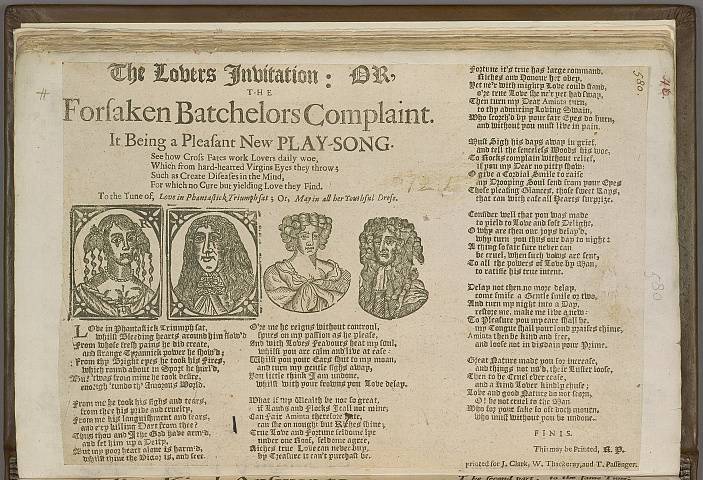 The Lovers Invitation: OR,
THE
Forsaken Batchelors Complaint.
It Being a Pleasant New PLAY-SONG.
See how Cross Fates work Lovers daily woe,
Which from hard-hearted Virgins Eyes they throw;
Such as Create Diseases in the Mind,
For which no Cure but yielding Love they find.
To the Tune of, Love in Phantastick Triumph sat; Or, May in all her Youthful Dress.
LOve in Phantastick Triumph sat,
whilst Bleeding hearts around him flow'd
From whose fresh pains he did create,
and strange Tyrannick power he show'd;
From thy Bright eyes he took his Fires,
which round about in Sport he hurl'd,
But 'twas from mine he took desire,
enough t'undo th' Amorous World.
From me he took his sighs and tears,
from thee his pride and cruelty,
From me his languishment and fears,
and e'ry killing Dart from thee?
Thus thou and I the God have arm'd,
and set him up a Deity,
But my poor heart alone is harm'd,
whilst thine the Victor is, and free.
O're me he reigns without controul,
spurs on my passion as he please,
And with Loves Feavours heat my soul,
whilst you are calm and live at ease:
Whilst you your Ears shut to my moan,
and turn my gentle sighs away,
You little think I am undone,
whilst with your frowns you Love delay.
What if my Wealth be not so great,
if Lands and Flocks I call not mine;
Can Fair Aminta therefore hate,
can she on nought but Riches thine;
True Love and Fortune seldome lye
under one Roof, seldome agree,
Riches true Love can never buy,
by Treasure it can't purchast be.
Fortune it's true has large command,
Riches and Honour her obey,
Yet ne'r with mighty Love could stand,
o're true Love she ne'r yet had sway,
Then turn my Dear Aminta turn,
to thy admiring Loving Swain,
Who scorch'd by your fair Eyes do burn,
and without you must live in pain.
Must Sigh his days away in grief,
and tell the senceless Woods his woe,
To Rocks complain without relief,
if you my Dear no pitty show:
O give a Cordial Smile to raise
my Drooping Soul send from your Eyes
Those pleasing Glances, those sweet Rays,
that can with ease all Hearts surprize.
Consider well that you was made
to yield to Love and soft Delight,
O why are then our joys delay'd,
why turn you thus our day to night:
A thing so fair sure never can
be cruel, when such vows are sent,
To all the powers of Love by Man,
to ratifie his true intent.
Delay not then, no more delay,
come smile a Gentle smile or two,
And turn my night into a Day,
restore me, make me live anew:
To Pleasure you my care shall be,
my Tongue shall your loud praises chime,
Aminta then be kind and free,
and loose not in disdain your Prime.
Great Nature made you for increase,
and things not us'd, their Luster loose,
Then to be Cruel ever cease,
and a kind Lover kindly chuse;
Love and good Nature do not scorn,
O! be not cruel to the Man
Who for your sake so oft doth mourn,
who must without you be undone.
FINIS.
This may be Printed, R. P.
printed for J. Clark, W. Thackeray, and T. Passenger.
580.
580